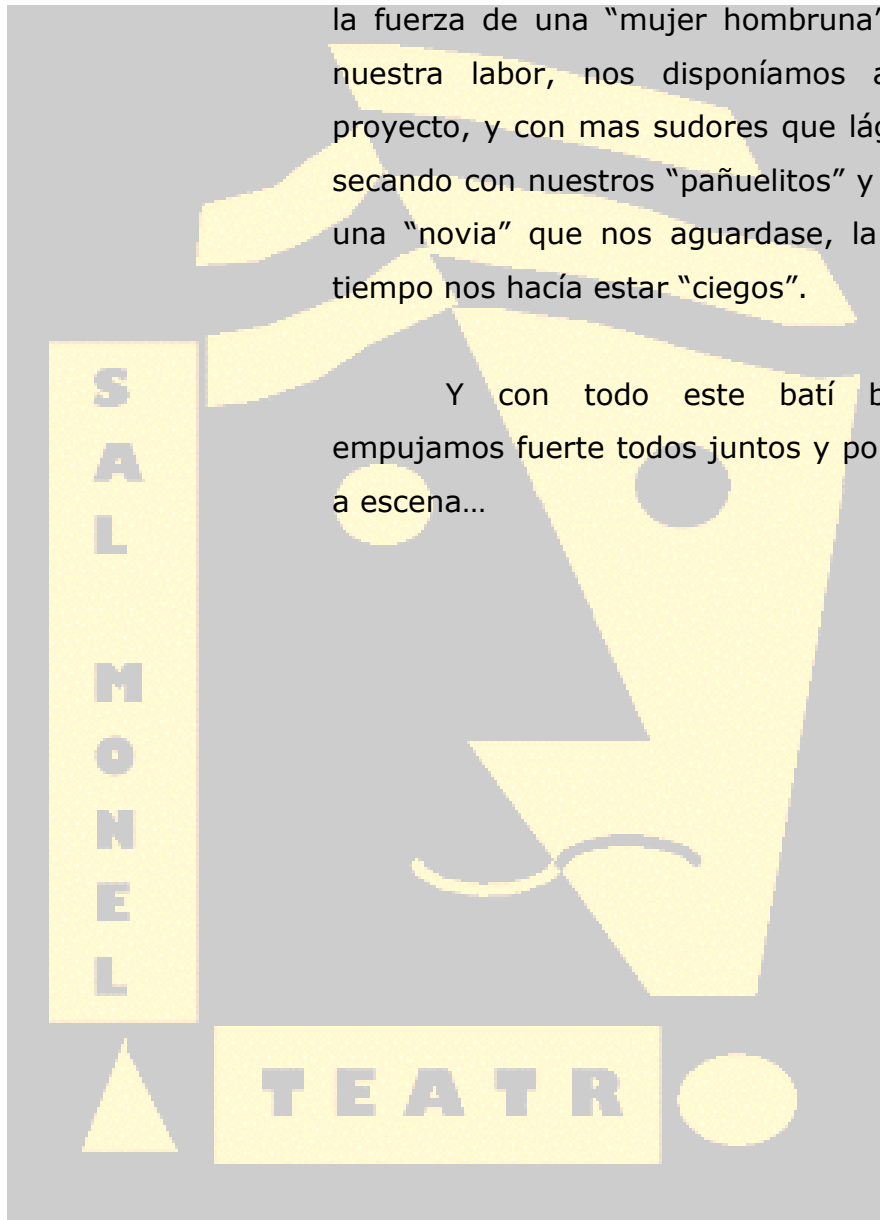 la fuerza de una “mujer hombruna”
nuestra labor, nos disponíamos a
proyecto, y con mas sudores que lág
secando con nuestros “pañuelitos” y
una “novia” que nos aguardase, la
tiempo nos hacía estar “ciegos”.
Y con todo este batí b
empujamos fuerte todos juntos y po
a escena…
SAL MONEL
TEATR